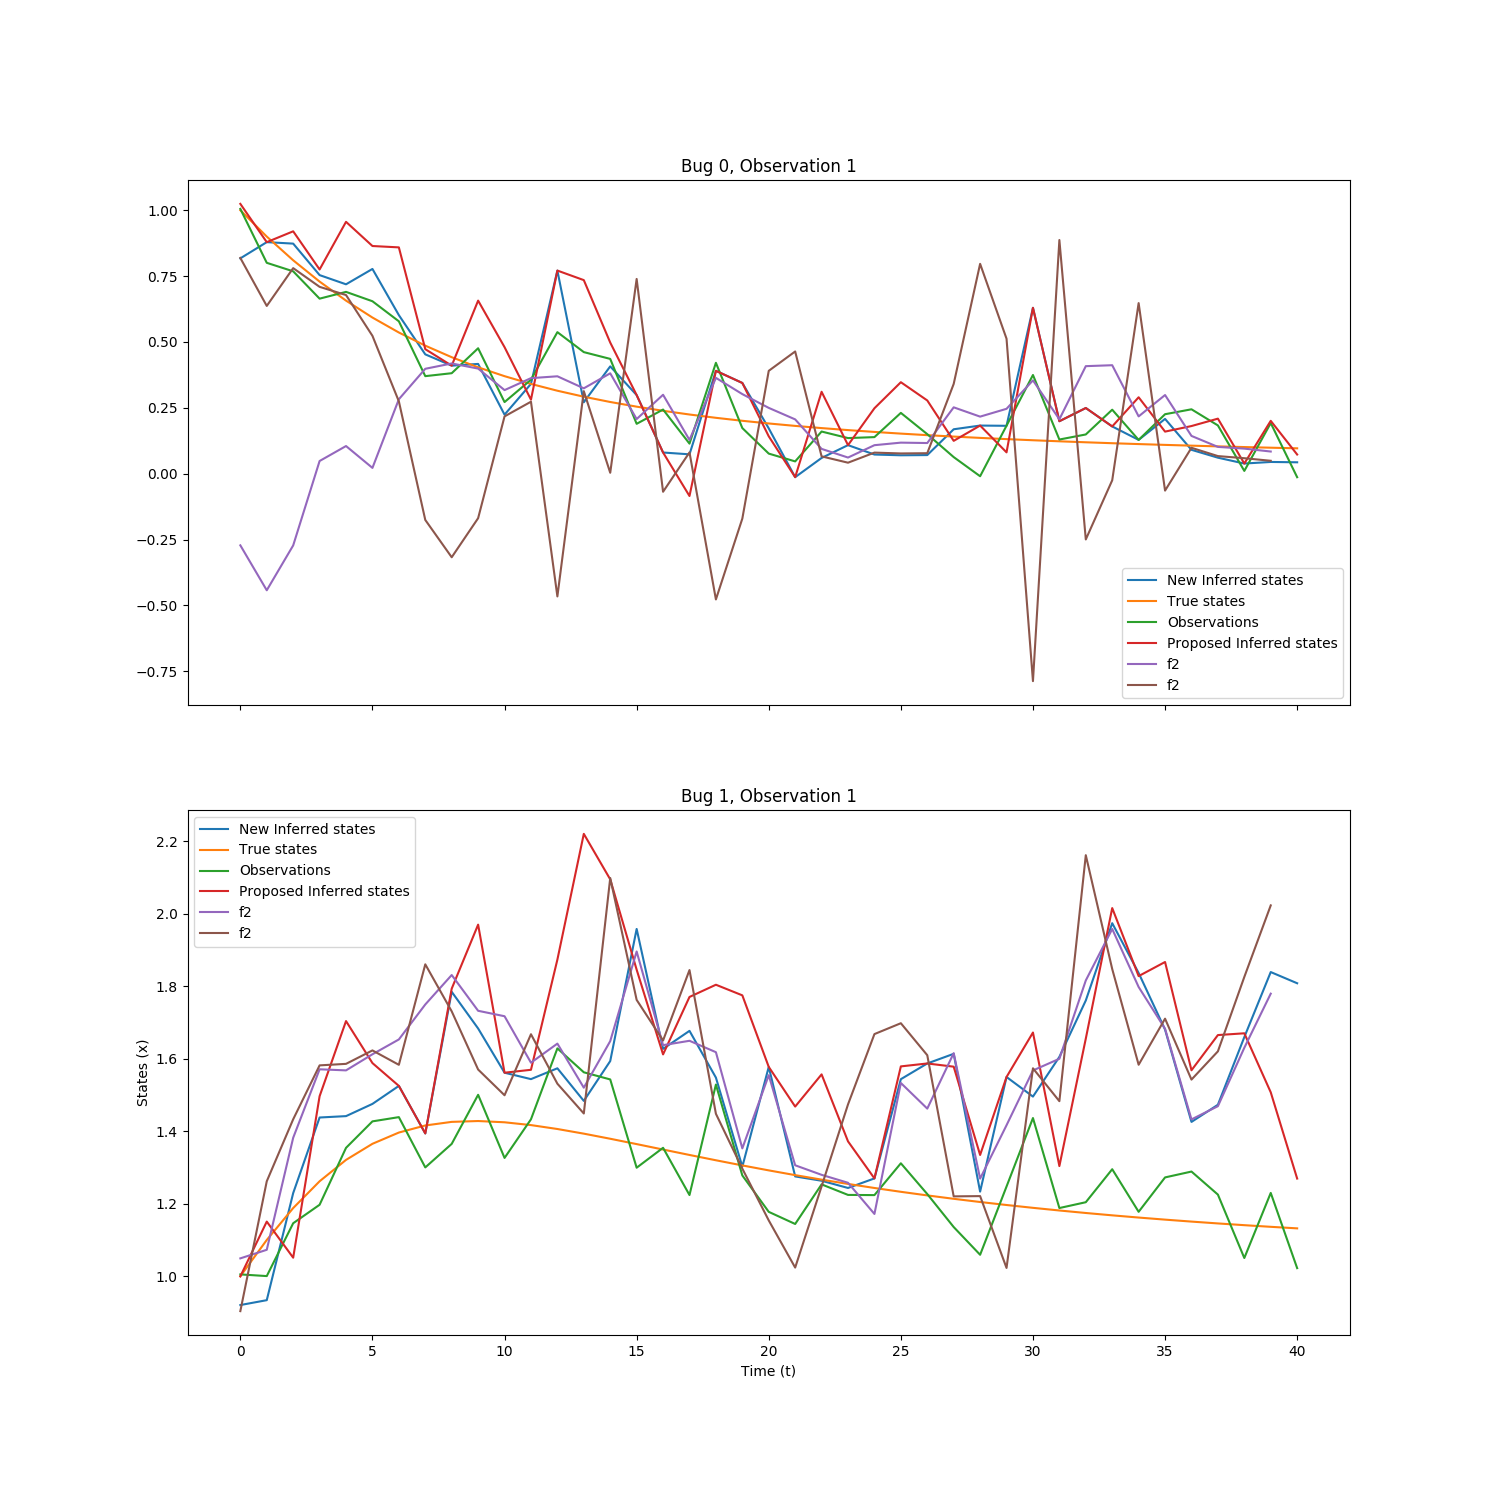 Bug 0, Observation 1
1.00
0.75
0.50
0.25
0.00
−0.25
−0.50
−0.75
New Inferred states
True states
Observations
Proposed Inferred states
f2
f2
Bug 1, Observation 1
States (x)
2.2
2.0
1.8
1.6
1.4
1.2
1.0
New Inferred states
True states
Observations
Proposed Inferred states
f2
f2
0 5 10 15 20 25 30 35 40
Time (t)